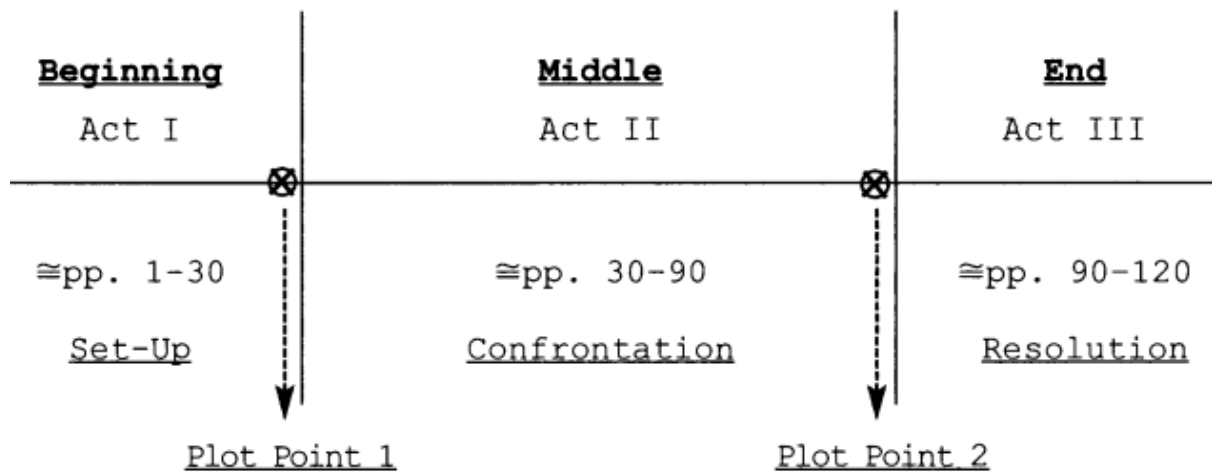 Beginning Middle End
Act I Act II Act III
≅pp. 1-30 ≅pp. 30-90 ≅pp. 90-120
Set-Up Confrontation Resolution
Plot Point 1 Plot Point 2